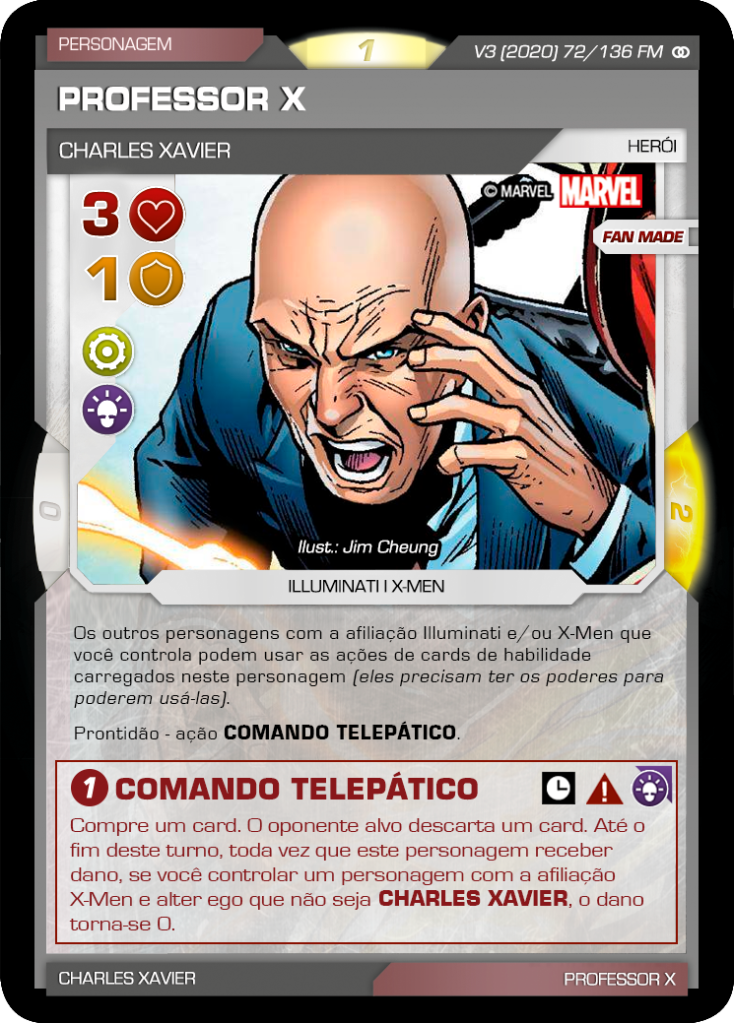 PERSONAGEM
1
V3 (2020) 72/136 FM
PROFESSOR X
CHARLES XAVIER
HERÓI
© MARVEL MARVEL
3
FAN MADE
1
0
2
Ilust.: Jim Cheung
ILLUMINATI | X-MEN
Os outros personagens com a afiliação Illuminati e/ou X-Men que
você controla podem usar as ações de cards de habilidade
carregados neste personagem (eles precisam ter os poderes para
poderem usá-las).
Prontidão - ação COMANDO TELEPÁTICO.
1 COMANDO TELEPÁTICO
Compre um card. O oponente alvo descarta um card. Até o
fim deste turno, toda vez que este personagem receber
dano, se você controlar um personagem com a afiliação
X-Men e alter ego que não seja CHARLES XAVIER, o dano
torna-se 0.
CHARLES XAVIER
PROFESSOR X